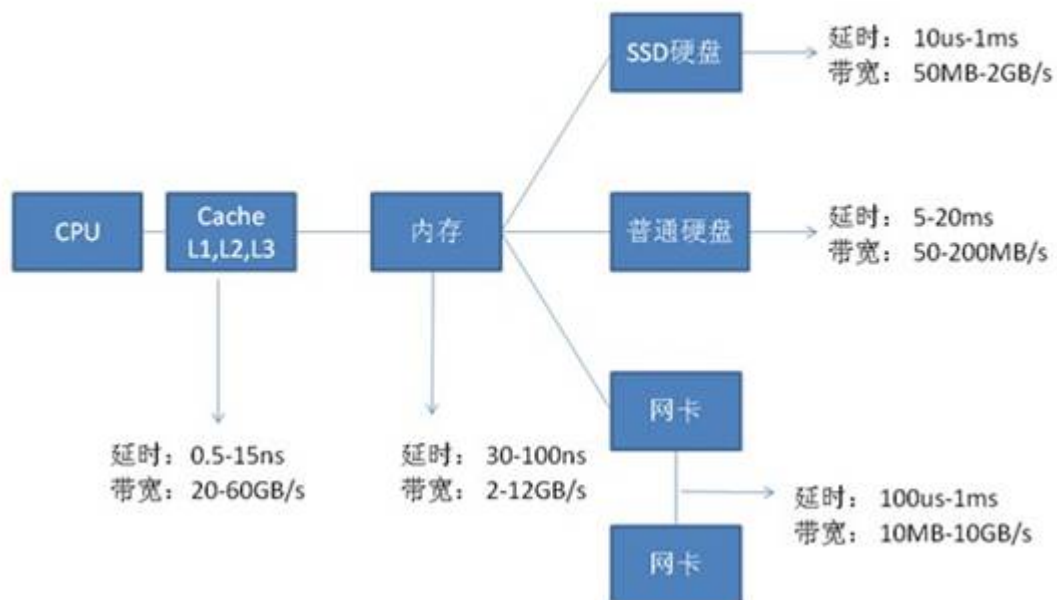 SSD硬盘
延时： 10us-1ms
带宽： 50MB-2GB/s
CPU
Cache
L1,L2,L3
内存
普通硬盘
延时： 5-20ms
带宽： 50-200MB/s
网卡
延时：0.5-15ns
带宽：20-60GB/s
延时： 30-100ns
带宽： 2-12GB/s
延时： 100us-1ms
带宽： 10MB-10GB/s
网卡